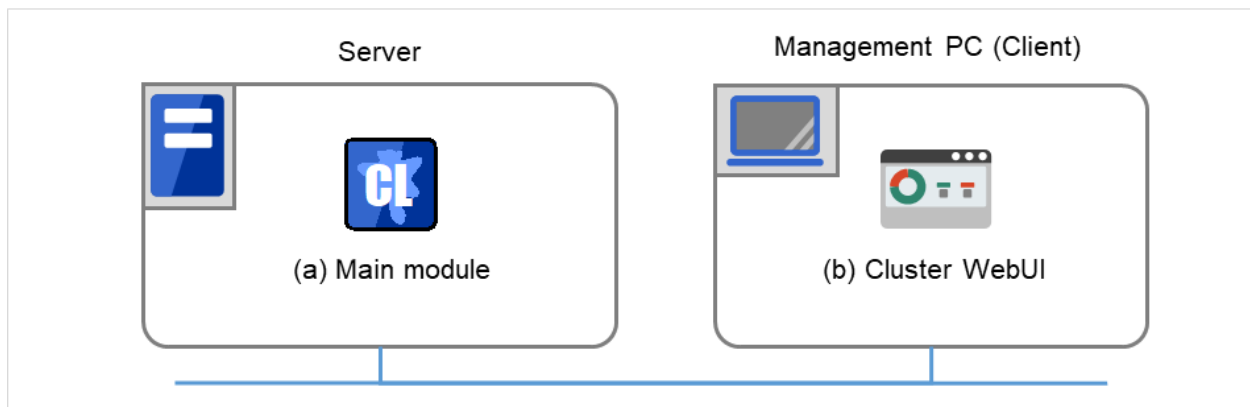 Server
Management PC (Client)
CL
(a) Main module
(b) Cluster WebUI